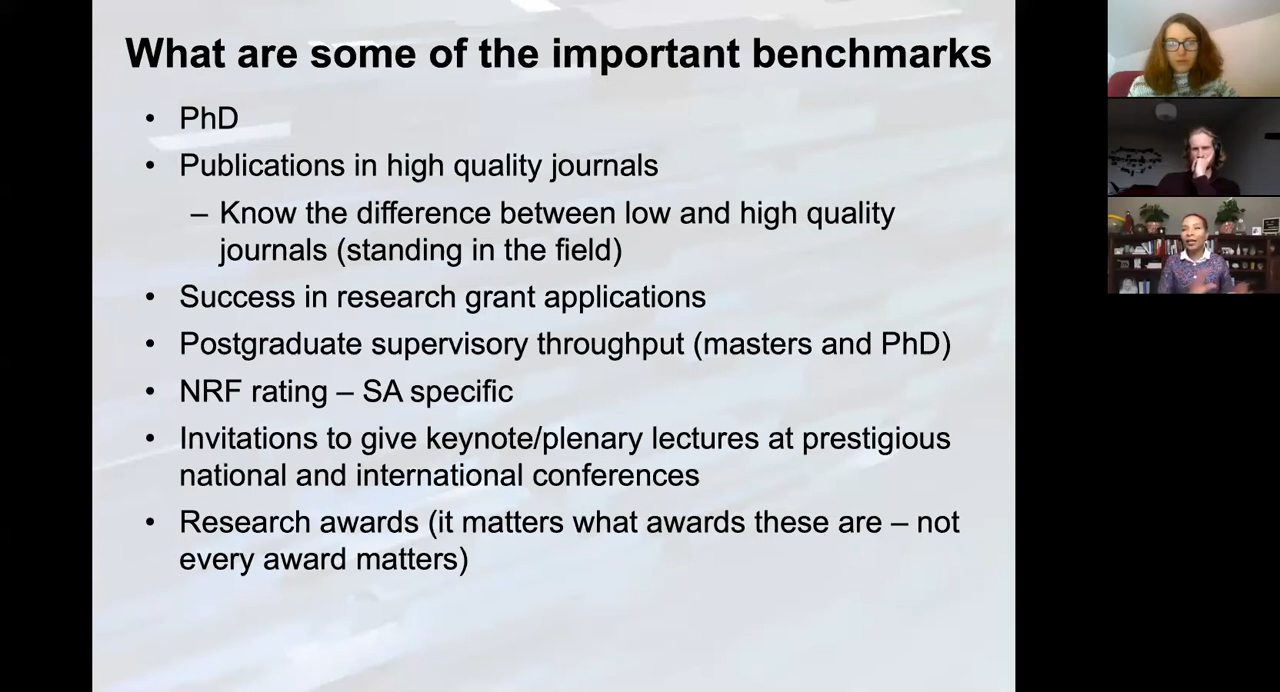 What are some of the important benchmarks
• PhD
• Publications in high quality journals
– Know the difference between low and high quality
journals (standing in the field)
• Success in research grant applications
• Postgraduate supervisory throughput (masters and PhD)
• NRF rating – SA specific
• Invitations to give keynote/plenary lectures at prestigious
national and international conferences
• Research awards (it matters what awards these are – not
every award matters)